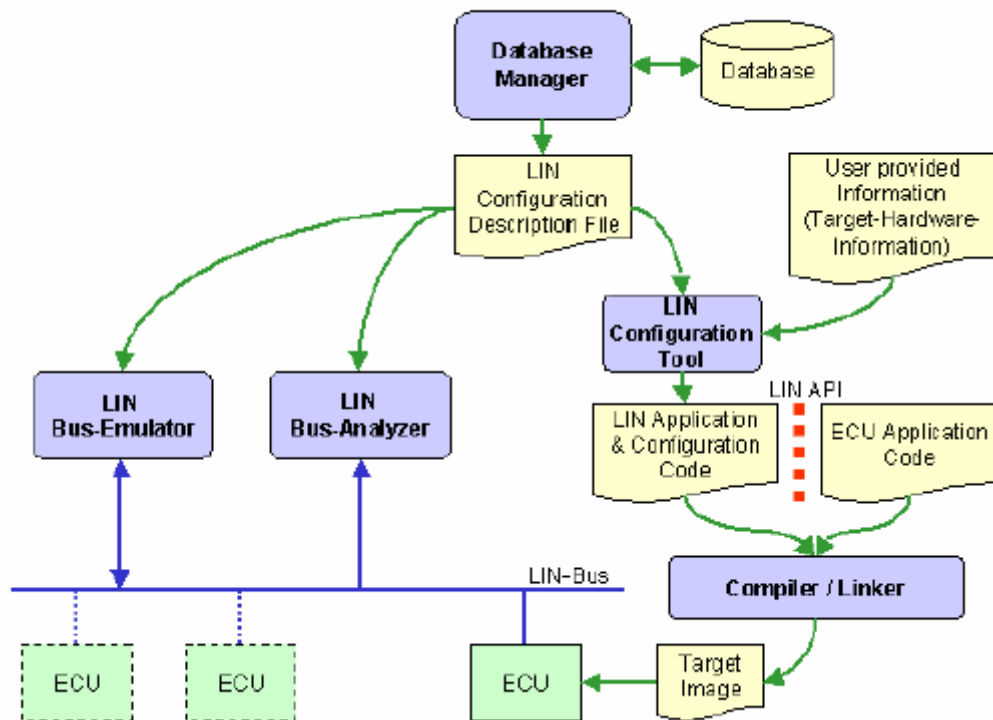 Database
Manager
Database
LIN
Configuration
Description File
User provided
Information
(Target-Hardware-
Information)
LIN
Configuration
Tool
LIN
Bus-Emulator
LIN
Bus-Analyzer
LIN API
LIN Application
& Configuration
Code
ECU Application
Code
LIN-Bus
Compiler / Linker
ECU
ECU
ECU
Target
Image